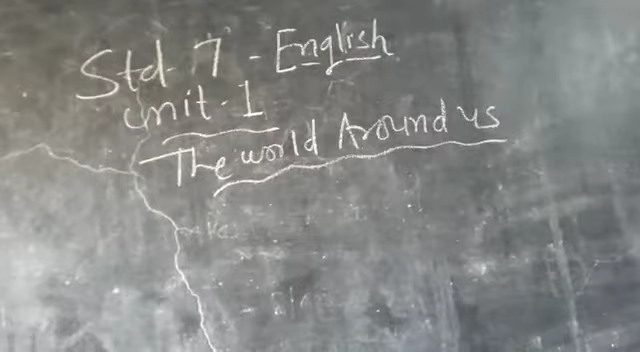 Std- 7 - English
Unit - 1
The world Around us